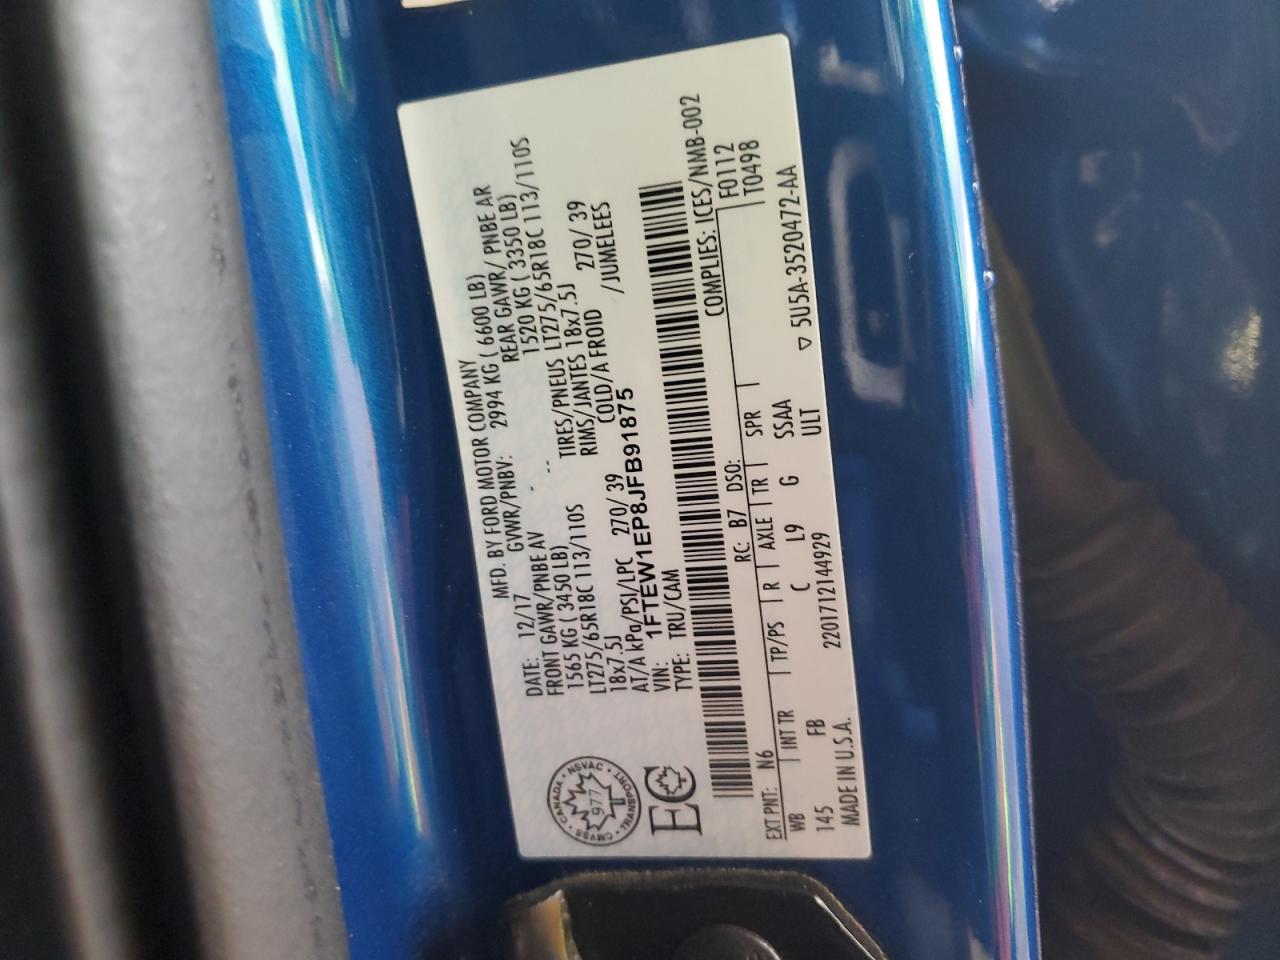 MFD. BY FORD MOTOR COMPANY
DATE: 12/17 GVWR/PNBV: 2994 KG ( 6600 LB)
FRONT GAWR/PNBE AV REAR GAWR/ PNBE AR
1565 KG ( 3450 LB) - -- 1520 KG ( 3350 LB)
LT275/65R18C 113/110S TIRES/PNEUS LT275/65R18C 113/110S
18x7.5J RIMS/JANTES 18x7.5J
AT/A kPa/PSI/LPC 270/ 39 COLD/A FROID 270/ 39
VIN: 1FTEW1EP8JFB91875 /JUMELEES
TYPE: TRU/CAM
CANADA · NSVAC · TRANSPORT · CMVSS
977
EC
COMPLIES: ICES/NMB-002
EXT PNT: N6 RC: B7 DSO: F0112
WB INT TR TP/PS R AXLE TR SPR T0498
145 FB C L9 G SSAA
ULT
MADE IN U.S.A. 2201712144929 ▽ 5U5A-3520472-AA